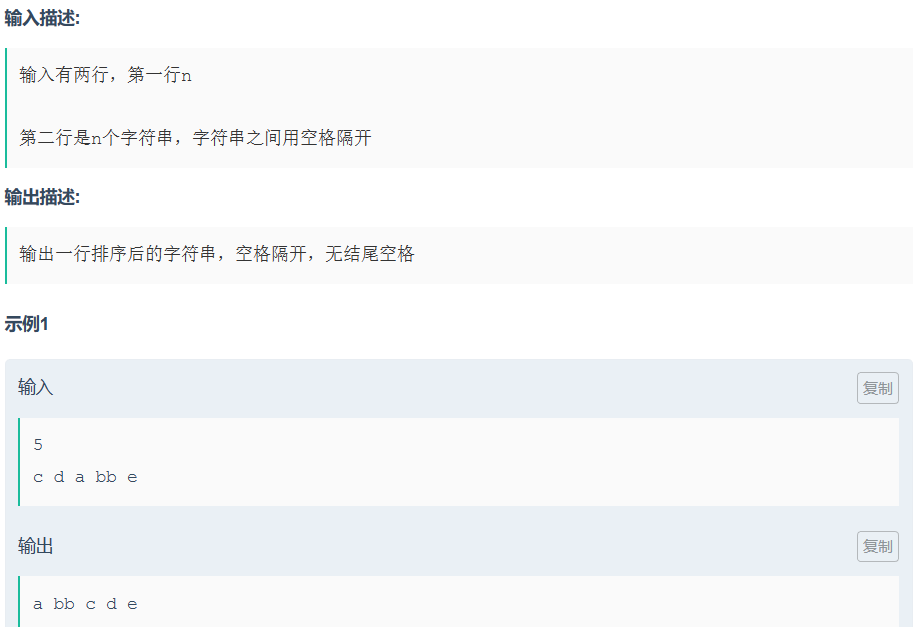 输入描述:
输入有两行，第一行n
第二行是n个字符串，字符串之间用空格隔开
输出描述:
输出一行排序后的字符串，空格隔开，无结尾空格
示例1
输入
复制
5
c d a bb e
输出
复制
a bb c d e